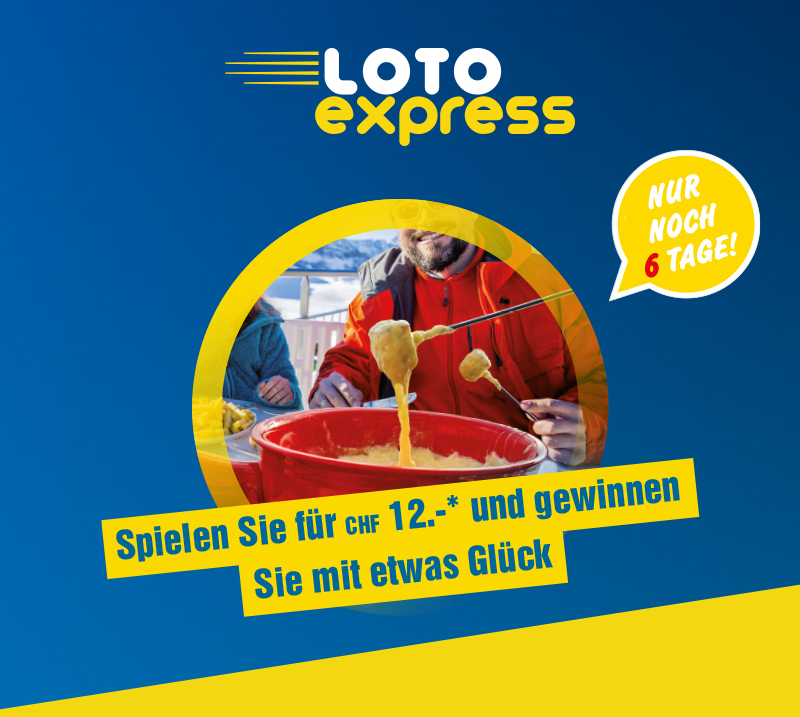 LOTO
express
NUR
NOCH
6 TAGE!
Spielen Sie für CHF 12.-* und gewinnen
Sie mit etwas Glück